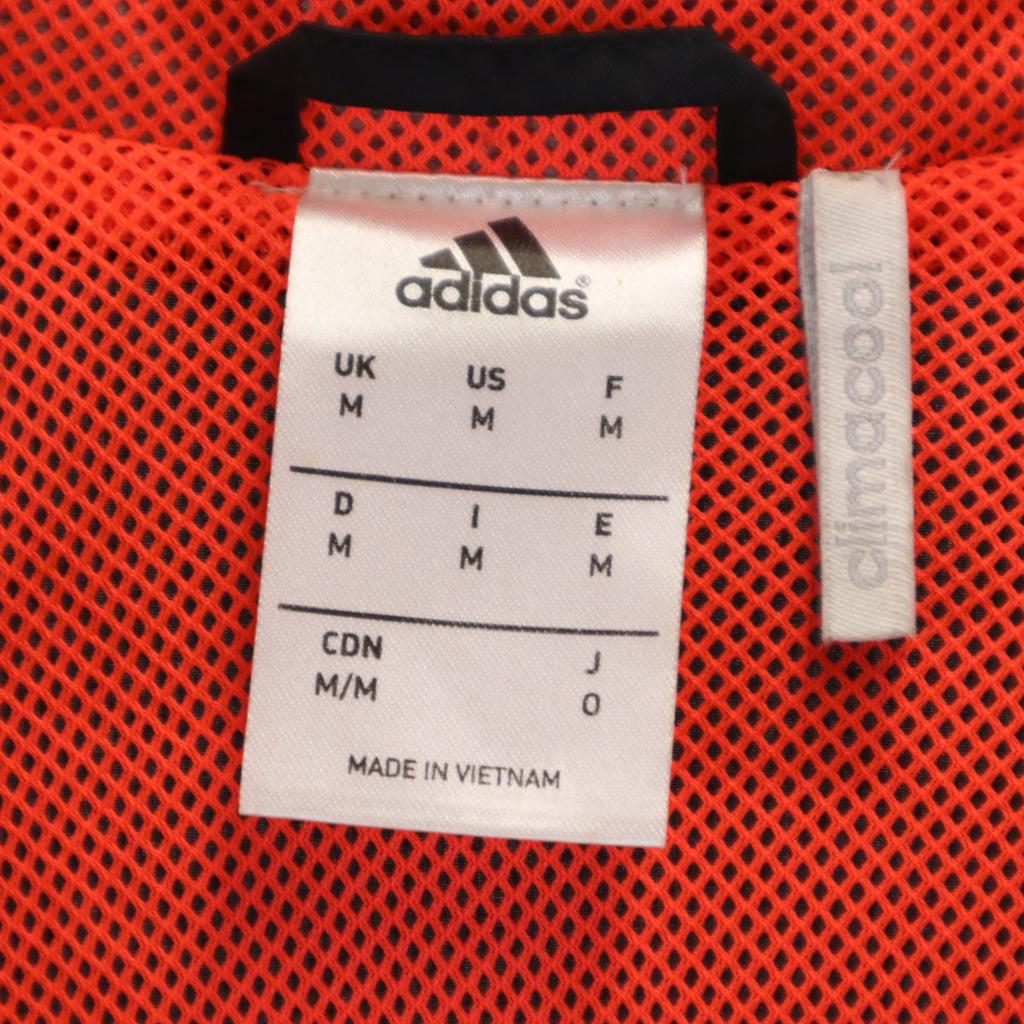 adidas®
UK US F
M M M
D I E
M M M
CDN J
M/M O
MADE IN VIETNAM
climacool